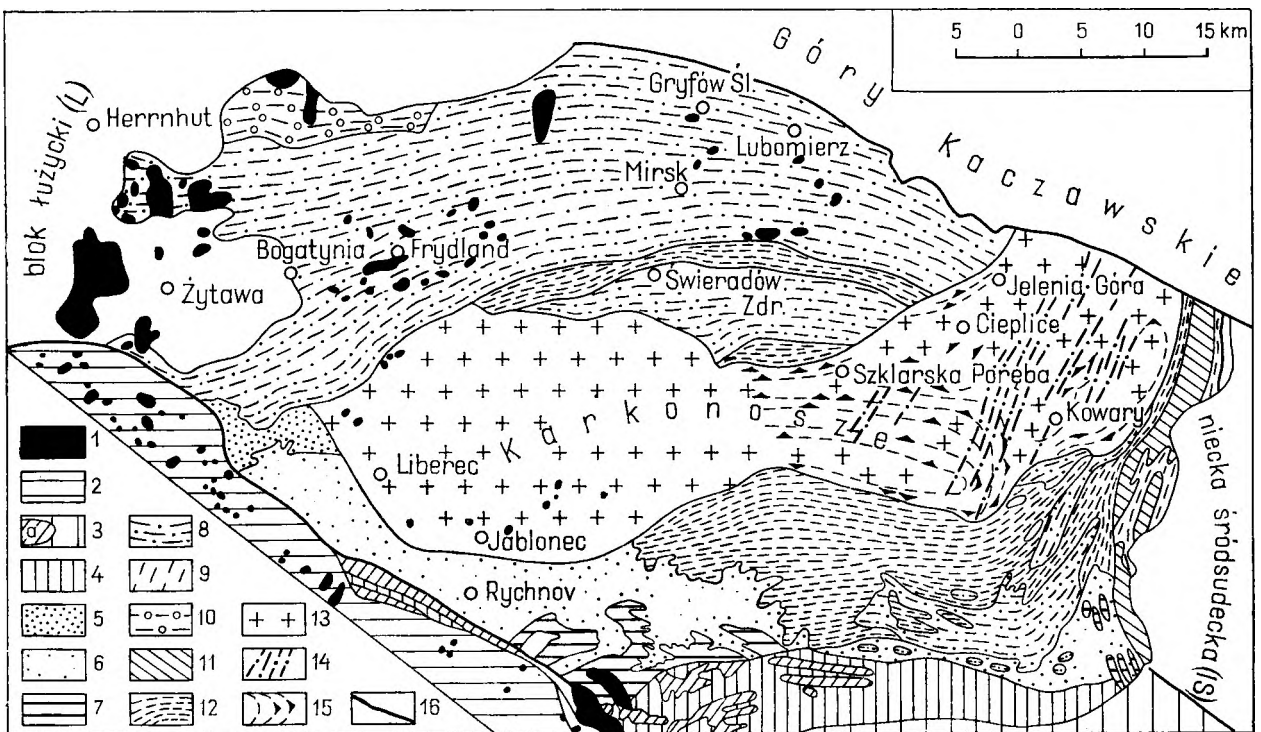 5 0 5 10 15 km
Góry Kaczawskie
blok łużycki (L)
Herrnhut
Gryfów Śl.
Lubomierz
Mirsk
Bogatynia
Frydland
Żytawa
Świeradów
Zdr.
Jelenia Góra
Cieplice
Szklarska Poręba
Karkonosze
Kowary
Liberec
Jablonec
Rychnov
niecka śródsudecka (IS)
1
2
a 3
4
5
6
7
8
9
10
11
12
13
14
15
16